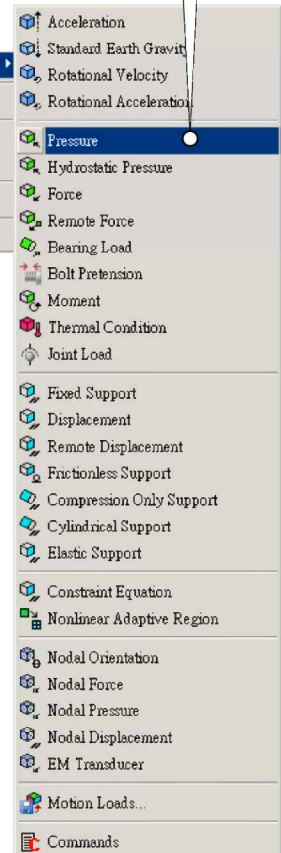 Acceleration
Standard Earth Gravity
Rotational Velocity
Rotational Acceleration
Pressure
Hydrostatic Pressure
Force
Remote Force
Bearing Load
Bolt Pretension
Moment
Thermal Condition
Joint Load
Fixed Support
Displacement
Remote Displacement
Frictionless Support
Compression Only Support
Cylindrical Support
Elastic Support
Constraint Equation
Nonlinear Adaptive Region
Nodal Orientation
Nodal Force
Nodal Pressure
Nodal Displacement
EM Transducer
Motion Loads...
Commands